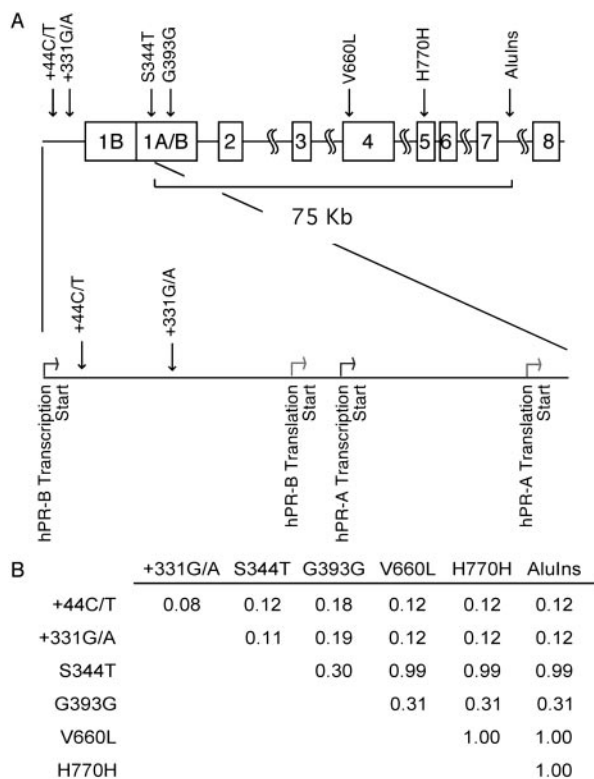 A
+44C/T
+331G/A
S344T
G393G
V660L
H770H
AluIns
1B 1A/B 2 3 4 5 6 7 8
75 Kb
+44C/T
+331G/A
hPR-B Transcription
Start
hPR-B Translation
Start
hPR-A Transcription
Start
hPR-A Translation
Start
B
+331G/A S344T G393G V660L H770H AluIns
+44C/T 0.08 0.12 0.18 0.12 0.12 0.12
+331G/A 0.11 0.19 0.12 0.12 0.12
S344T 0.30 0.99 0.99 0.99
G393G 0.31 0.31 0.31
V660L 1.00 1.00
H770H 1.00